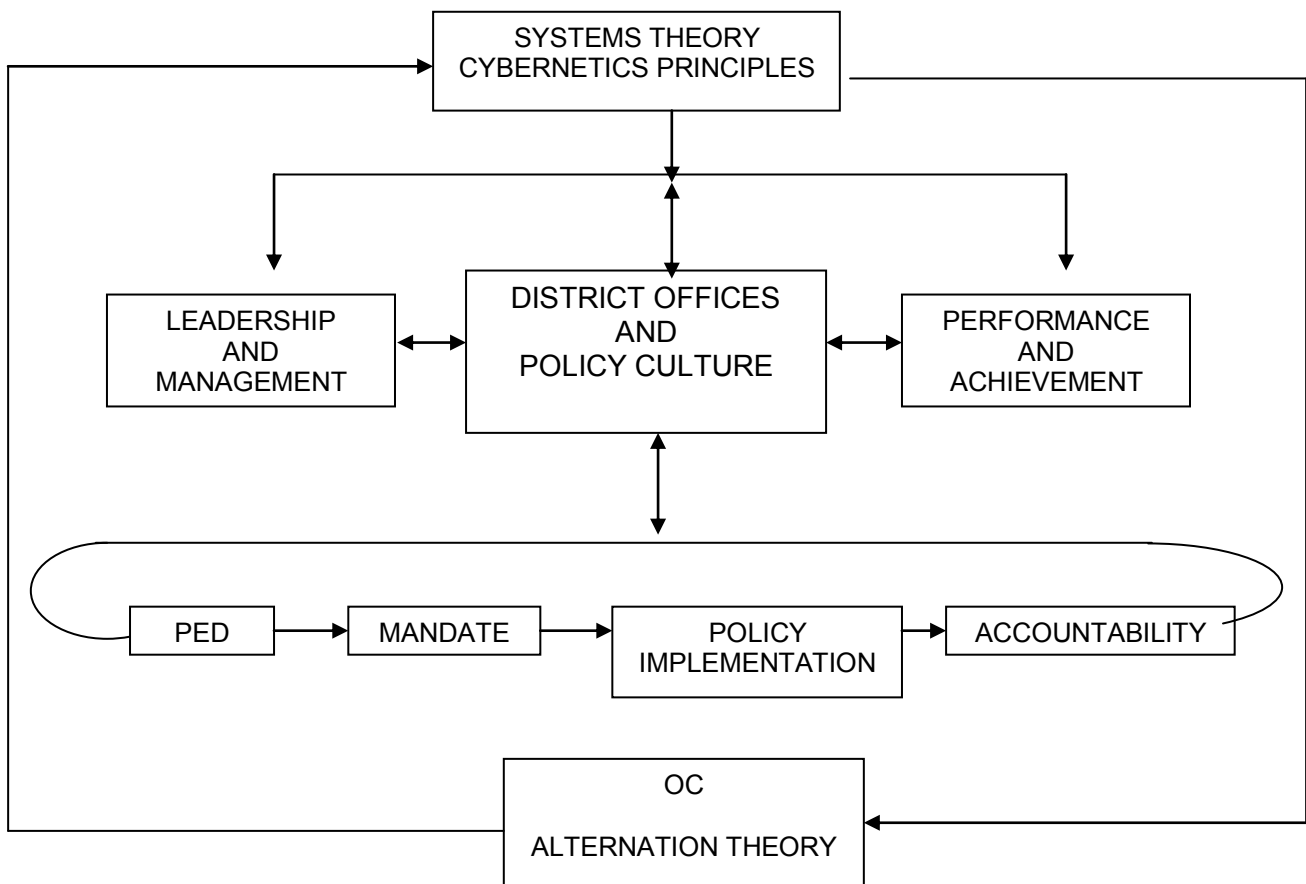 SYSTEMS THEORY
CYBERNETICS PRINCIPLES
LEADERSHIP
AND
MANAGEMENT
DISTRICT OFFICES
AND
POLICY CULTURE
PERFORMANCE
AND
ACHIEVEMENT
PED
MANDATE
POLICY
IMPLEMENTATION
ACCOUNTABILITY
OC
ALTERNATION THEORY